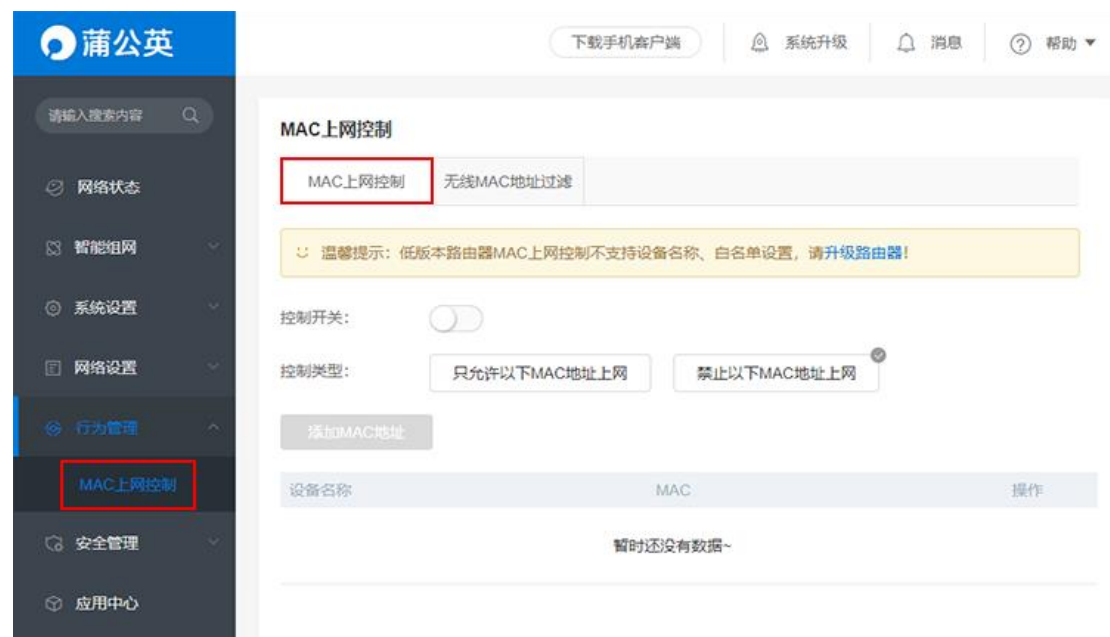 蒲公英
下载手机客户端 系统升级 消息 帮助
请输入搜索内容
网络状态
智能组网
系统设置
网络设置
行为管理
MAC上网控制
安全管理
应用中心
MAC上网控制
MAC上网控制 无线MAC地址过滤
温馨提示：低版本路由器MAC上网控制不支持设备名称、白名单设置，请升级路由器！
控制开关：
控制类型： 只允许以下MAC地址上网 禁止以下MAC地址上网
添加MAC地址
设备名称 MAC 操作
暂时还没有数据~